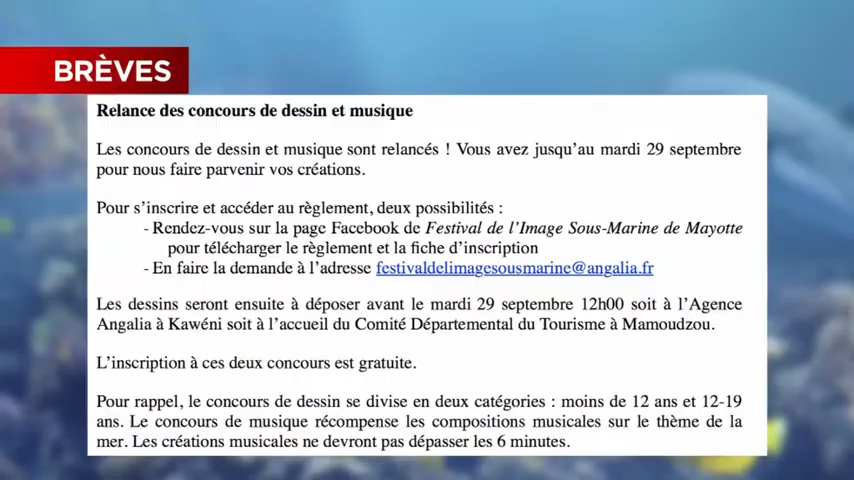 BRÈVES
Relance des concours de dessin et musique
Les concours de dessin et musique sont relancés ! Vous avez jusqu'au mardi 29 septembre
pour nous faire parvenir vos créations.
Pour s'inscrire et accéder au règlement, deux possibilités :
- Rendez-vous sur la page Facebook de Festival de l'Image Sous-Marine de Mayotte
pour télécharger le règlement et la fiche d'inscription
- En faire la demande à l'adresse festivaldelimagesousmarine@angalia.fr
Les dessins seront ensuite à déposer avant le mardi 29 septembre 12h00 soit à l'Agence
Angalia à Kawéni soit à l'accueil du Comité Départemental du Tourisme à Mamoudzou.
L'inscription à ces deux concours est gratuite.
Pour rappel, le concours de dessin se divise en deux catégories : moins de 12 ans et 12-19
ans. Le concours de musique récompense les compositions musicales sur le thème de la
mer. Les créations musicales ne devront pas dépasser les 6 minutes.